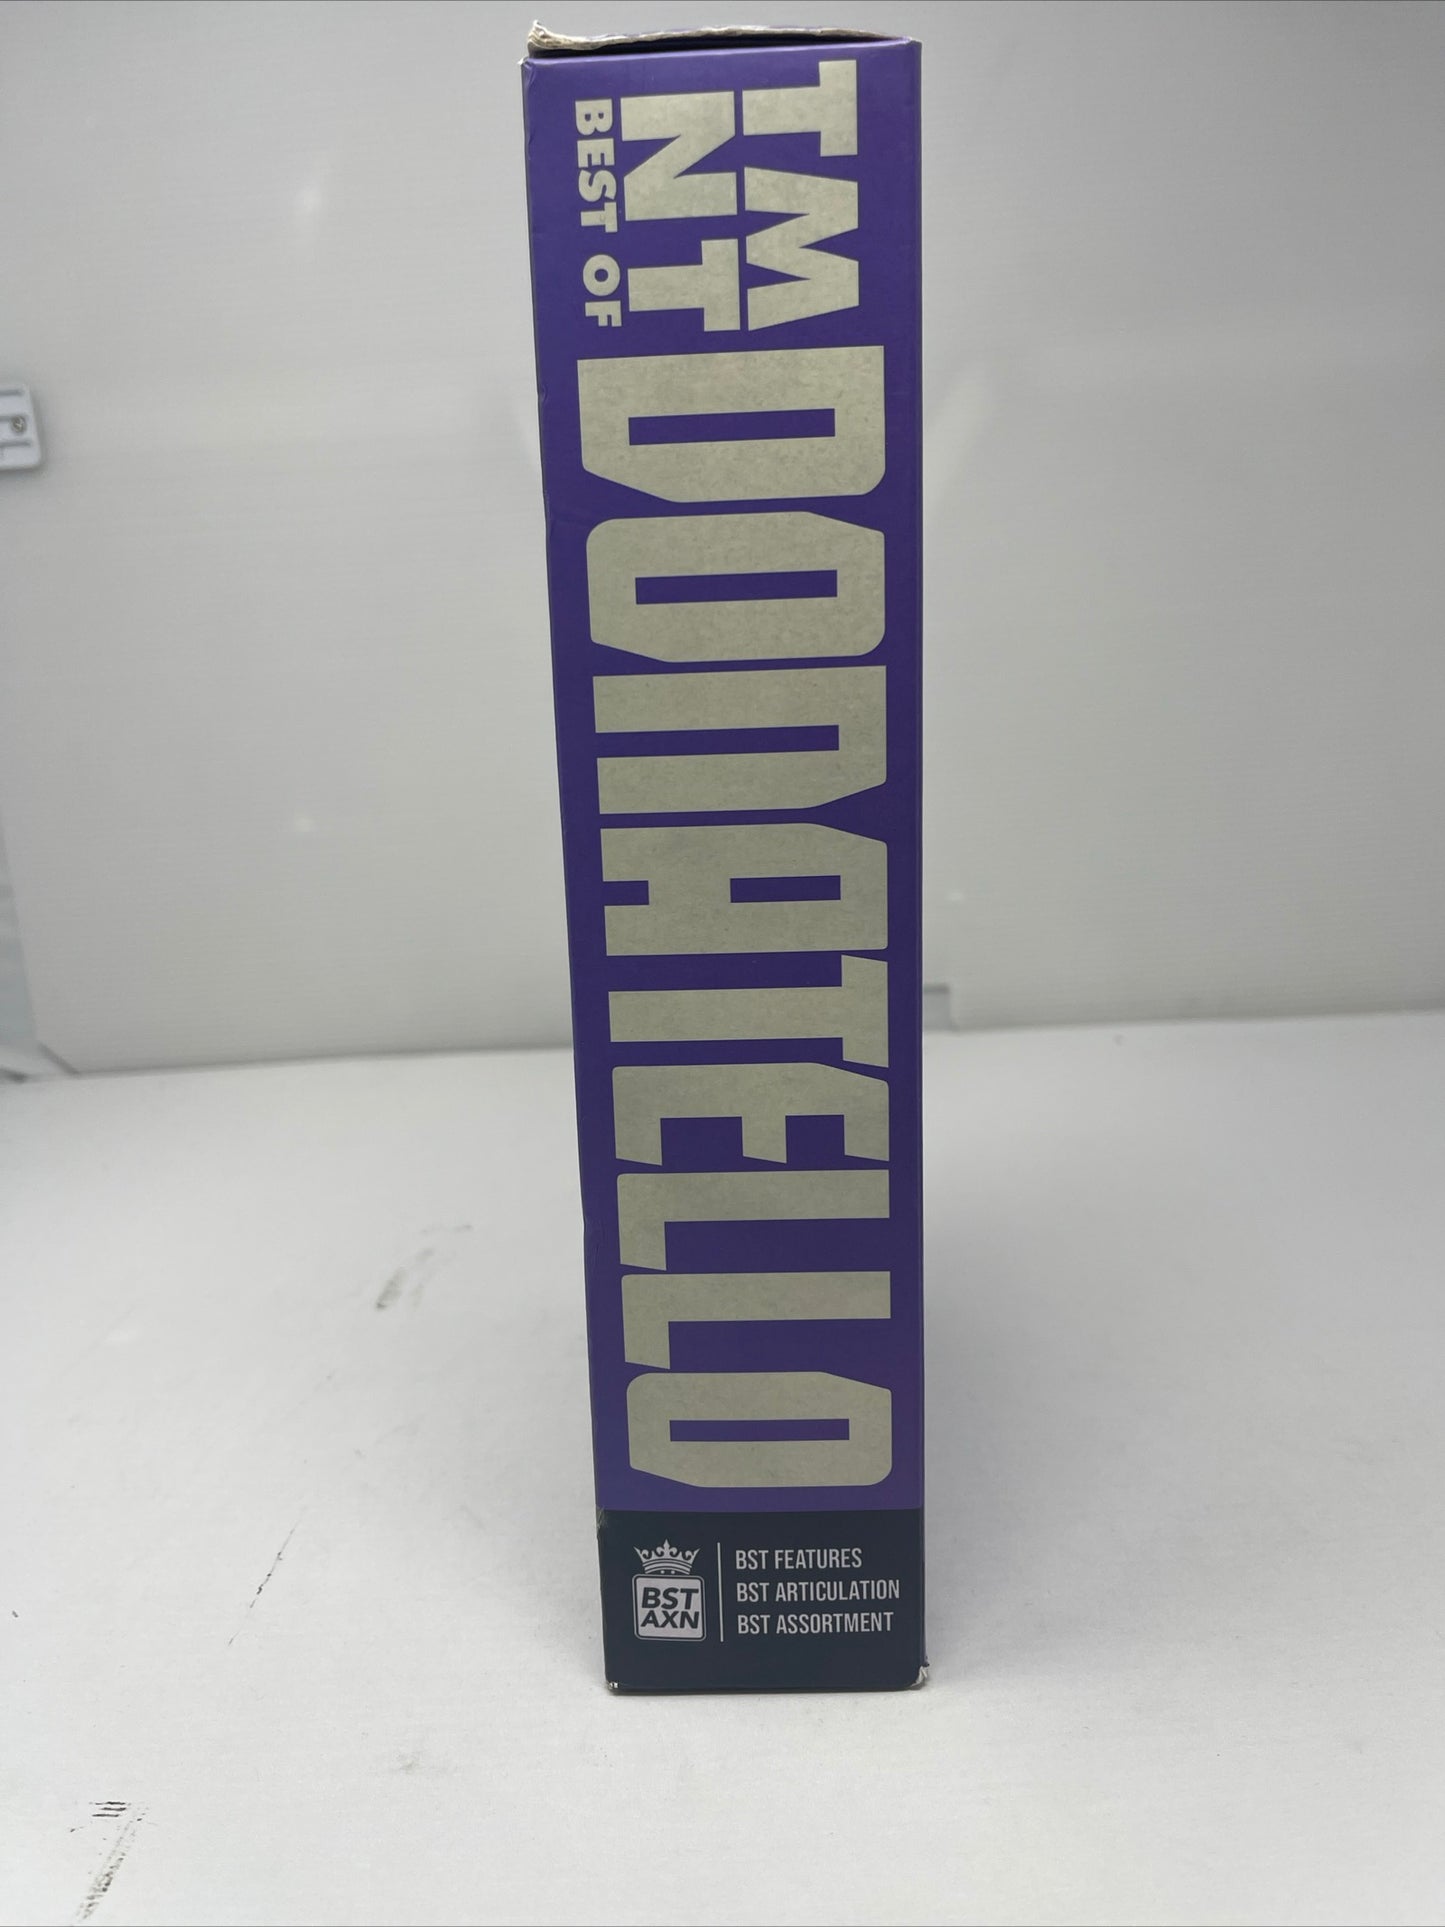 TM
NT
BEST OF
DONATELLO
BST
AXN
BST FEATURES
BST ARTICULATION
BST ASSORTMENT